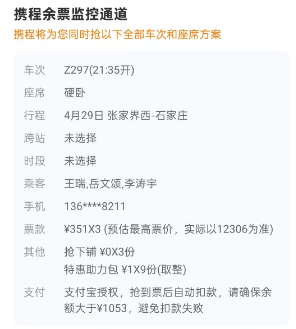 携程余票监控通道
携程将为您同时抢以下全部车次和座席方案
车次 Z297(21:35开)
座席 硬卧
行程 4月29日 张家界西-石家庄
跨站 未选择
时段 未选择
乘客 王瑞,岳文颂,李涛宇
手机 136****8211
票款 ¥351X3 (预估最高票价，实际以12306为准)
其他 抢下铺 ¥0X3份
特惠助力包 ¥1X9份(取整)
支付 支付宝授权，抢到票后自动扣款，请确保余
额大于¥1053，避免扣款失败